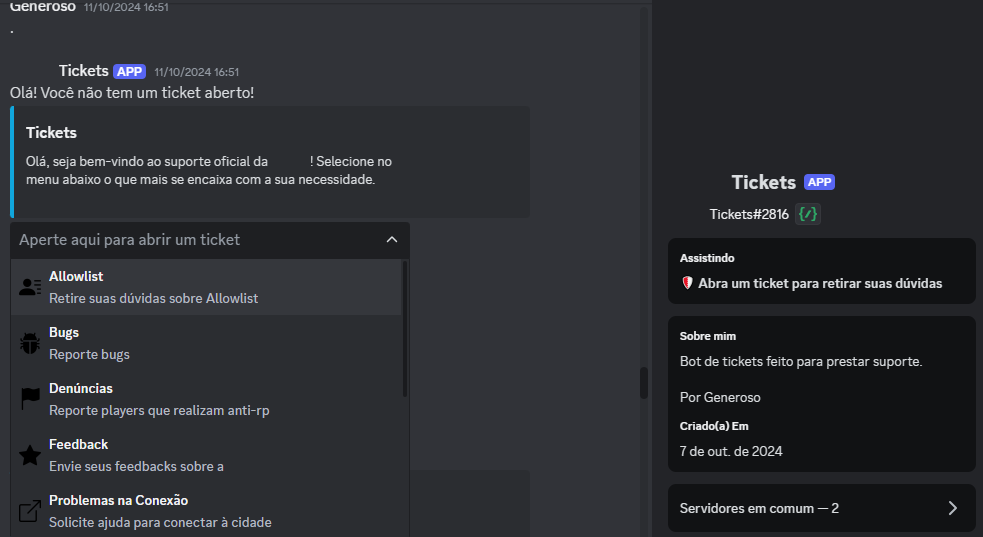 Generoso 11/10/2024 16:51
.
Tickets APP 11/10/2024 16:51
Olá! Você não tem um ticket aberto!
Tickets
Olá, seja bem-vindo ao suporte oficial da ! Selecione no
menu abaixo o que mais se encaixa com a sua necessidade.
Aperte aqui para abrir um ticket
Allowlist
Retire suas dúvidas sobre Allowlist
Bugs
Reporte bugs
Denúncias
Reporte players que realizam anti-rp
Feedback
Envie seus feedbacks sobre a
Problemas na Conexão
Solicite ajuda para conectar à cidade
Tickets APP
Tickets#2816 {/}
Assistindo
Abra um ticket para retirar suas dúvidas
Sobre mim
Bot de tickets feito para prestar suporte.
Por Generoso
Criado(a) Em
7 de out. de 2024
Servidores em comum — 2